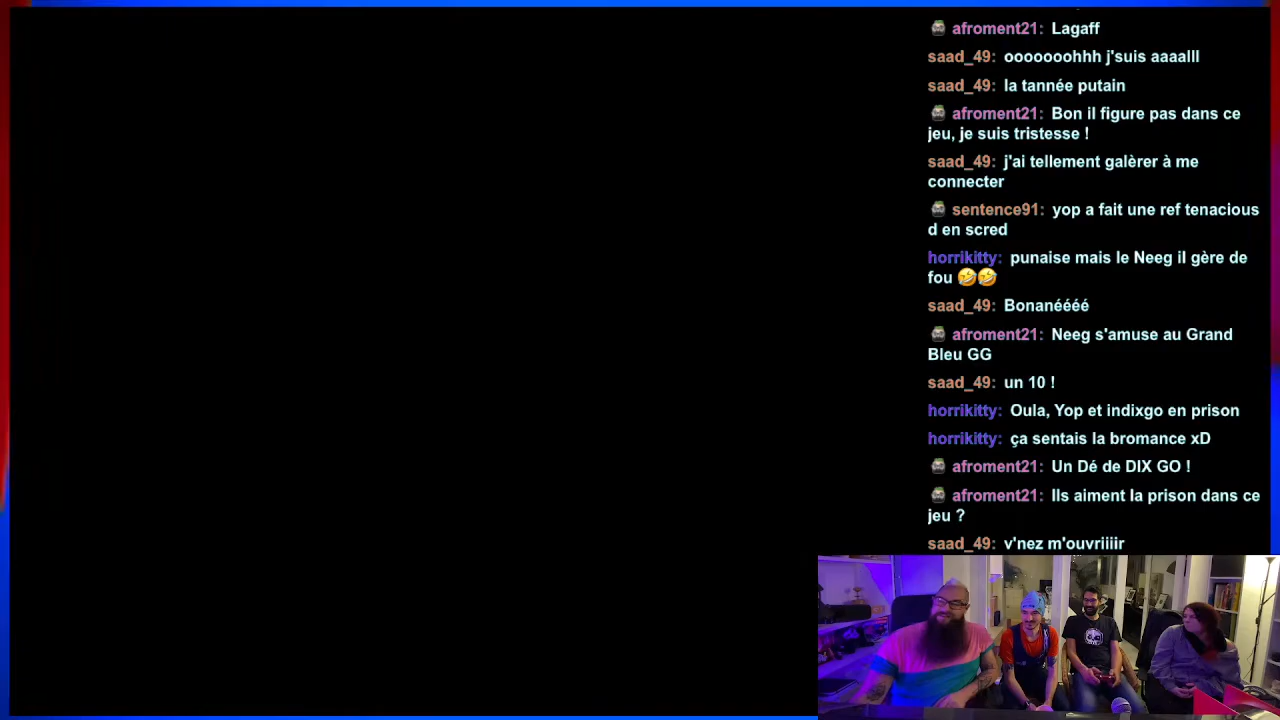 afroment21: Lagaff
saad_49: ooooooohhh j'suis aaaalll
saad_49: la tannée putain
afroment21: Bon il figure pas dans ce
jeu, je suis tristesse !
saad_49: j'ai tellement galèrer à me
connecter
sentence91: yop a fait une ref tenacious
d en scred
horrikitty: punaise mais le Neeg il gère de
fou 🤣🤣
saad_49: Bonanéééé
afroment21: Neeg s'amuse au Grand
Bleu GG
saad_49: un 10 !
horrikitty: Oula, Yop et indixgo en prison
horrikitty: ça sentais la bromance xD
afroment21: Un Dé de DIX GO !
afroment21: Ils aiment la prison dans ce
jeu ?
saad_49: v'nez m'ouvriiiir